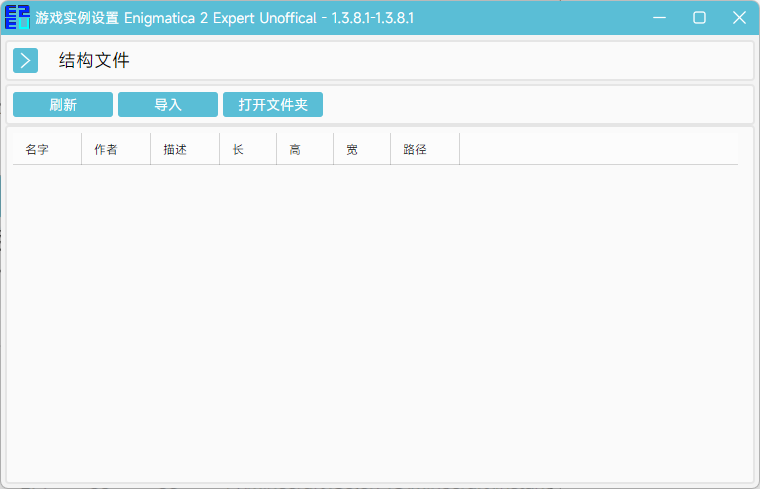 E2
EU 游戏实例设置 Enigmatica 2 Expert Unoffical - 1.3.8.1-1.3.8.1
结构文件
刷新 导入 打开文件夹
名字 作者 描述 长 高 宽 路径